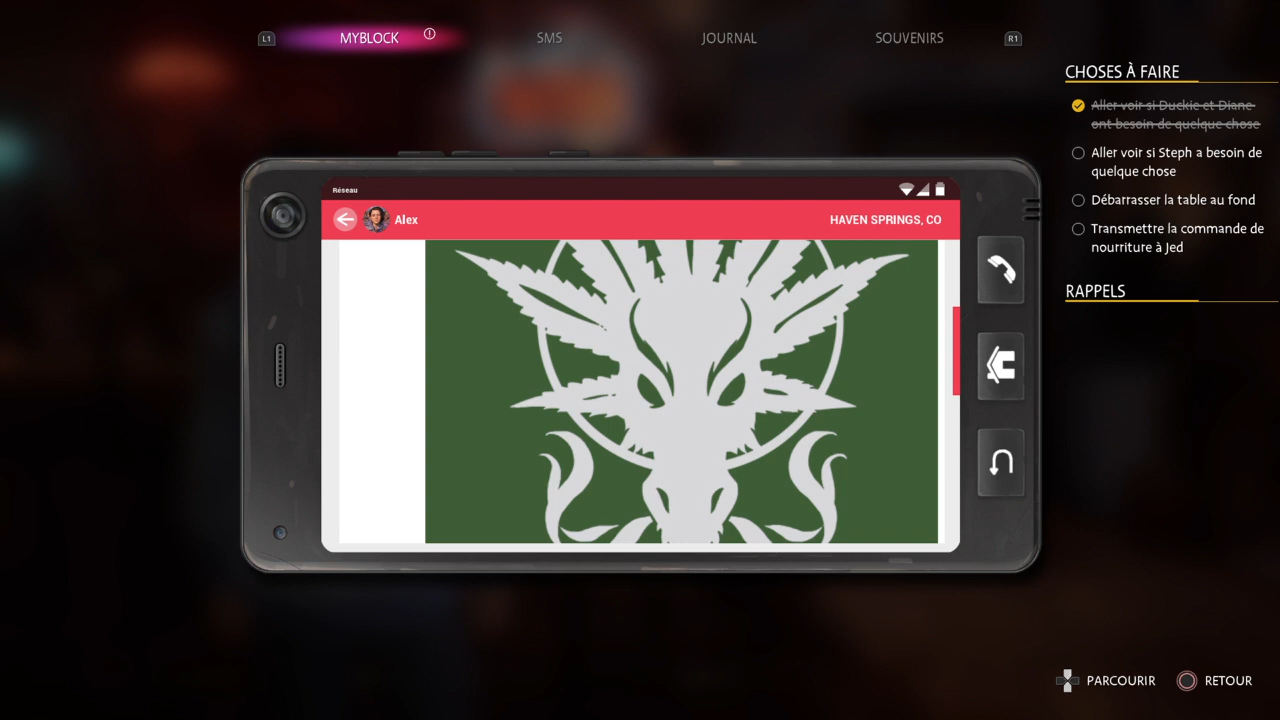 L1
MYBLOCK
SMS
JOURNAL
SOUVENIRS
R1
CHOSES À FAIRE
Aller voir si Duckie et Diane
ont besoin de quelque chose
Aller voir si Steph a besoin de
quelque chose
Débarrasser la table au fond
Transmettre la commande de
nourriture à Jed
RAPPELS
Réseau
Alex
HAVEN SPRINGS, CO
PARCOURIR
RETOUR